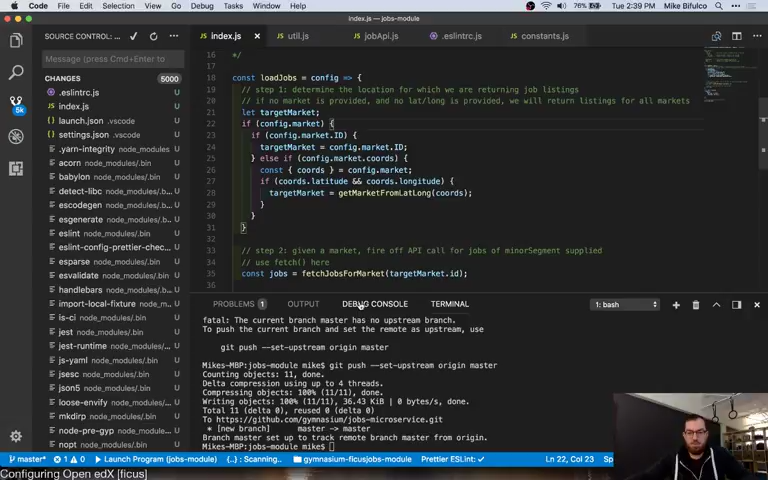 Code File Edit Selection View Go Debug Tasks Window Help 76% Tue 2:39 PM Mike Bifulco
index.js — jobs-module
SOURCE CONTROL: ...
index.js util.js jobApi.js .eslintrc.js constants.js
Message (press Cmd+Enter to ...
CHANGES 5000
.eslintrc.js U
index.js U
launch.json .vscode U
settings.json .vscode U
.yarn-integrity node_modules U
acorn node_modules/.bin U
babylon node_modules/.bin U
detect-libc node_modules/.bin U
escodegen node_modules/.bin U
esgenerate node_modules/.bin U
eslint node_modules/.bin U
eslint-config-prettier-chec... U
esparse node_modules/.bin U
esvalidate node_modules/.bin U
handlebars node_modules/.bin U
import-local-fixture node_m... U
is-ci node_modules/.bin U
jest node_modules/.bin U
jest-runtime node_modules/.bin U
js-yaml node_modules/.bin U
jsesc node_modules/.bin U
json5 node_modules/.bin U
loose-envify node_modules/... U
mkdirp node_modules/.bin U
node-pre-gyp node_module... U
nopt node_modules/.bin U
16 */
17
18 const loadJobs = config => {
19 // step 1: determine the location for which we are returning job listings
20 // if no market is provided, and no lat/long is provided, we will return listings for all markets
21 let targetMarket;
22 if (config.market) {
23 if (config.market.ID) {
24 targetMarket = config.market.ID;
25 } else if (config.market.coords) {
26 const { coords } = config.market;
27 if (coords.latitude && coords.longitude) {
28 targetMarket = getMarketFromLatLong(coords);
29 }
30 }
31 }
32
33 // step 2: given a market, fire off API call for jobs of minorSegment supplied
34 // use fetch() here
35 const jobs = fetchJobsForMarket(targetMarket.id);
36
PROBLEMS 1 OUTPUT DEBUG CONSOLE TERMINAL 1: bash
fatal: The current branch master has no upstream branch.
To push the current branch and set the remote as upstream, use
git push --set-upstream origin master
Mikes-MBP:jobs-module mike$ git push --set-upstream origin master
Counting objects: 11, done.
Delta compression using up to 4 threads.
Compressing objects: 100% (11/11), done.
Writing objects: 100% (11/11), 36.43 KiB | 0 bytes/s, done.
Total 11 (delta 0), reused 0 (delta 0)
To https://github.com/gymnasium/jobs-microservice.git
* [new branch] master -> master
Branch master set up to track remote branch master from origin.
Mikes-MBP:jobs-module mike$
master 1 0 Launch Program (jobs-module) {..} : Scanning.. gymnasium-ficusjobs-module Prettier ESLint: ✓
Configuring Open edX [ficus]